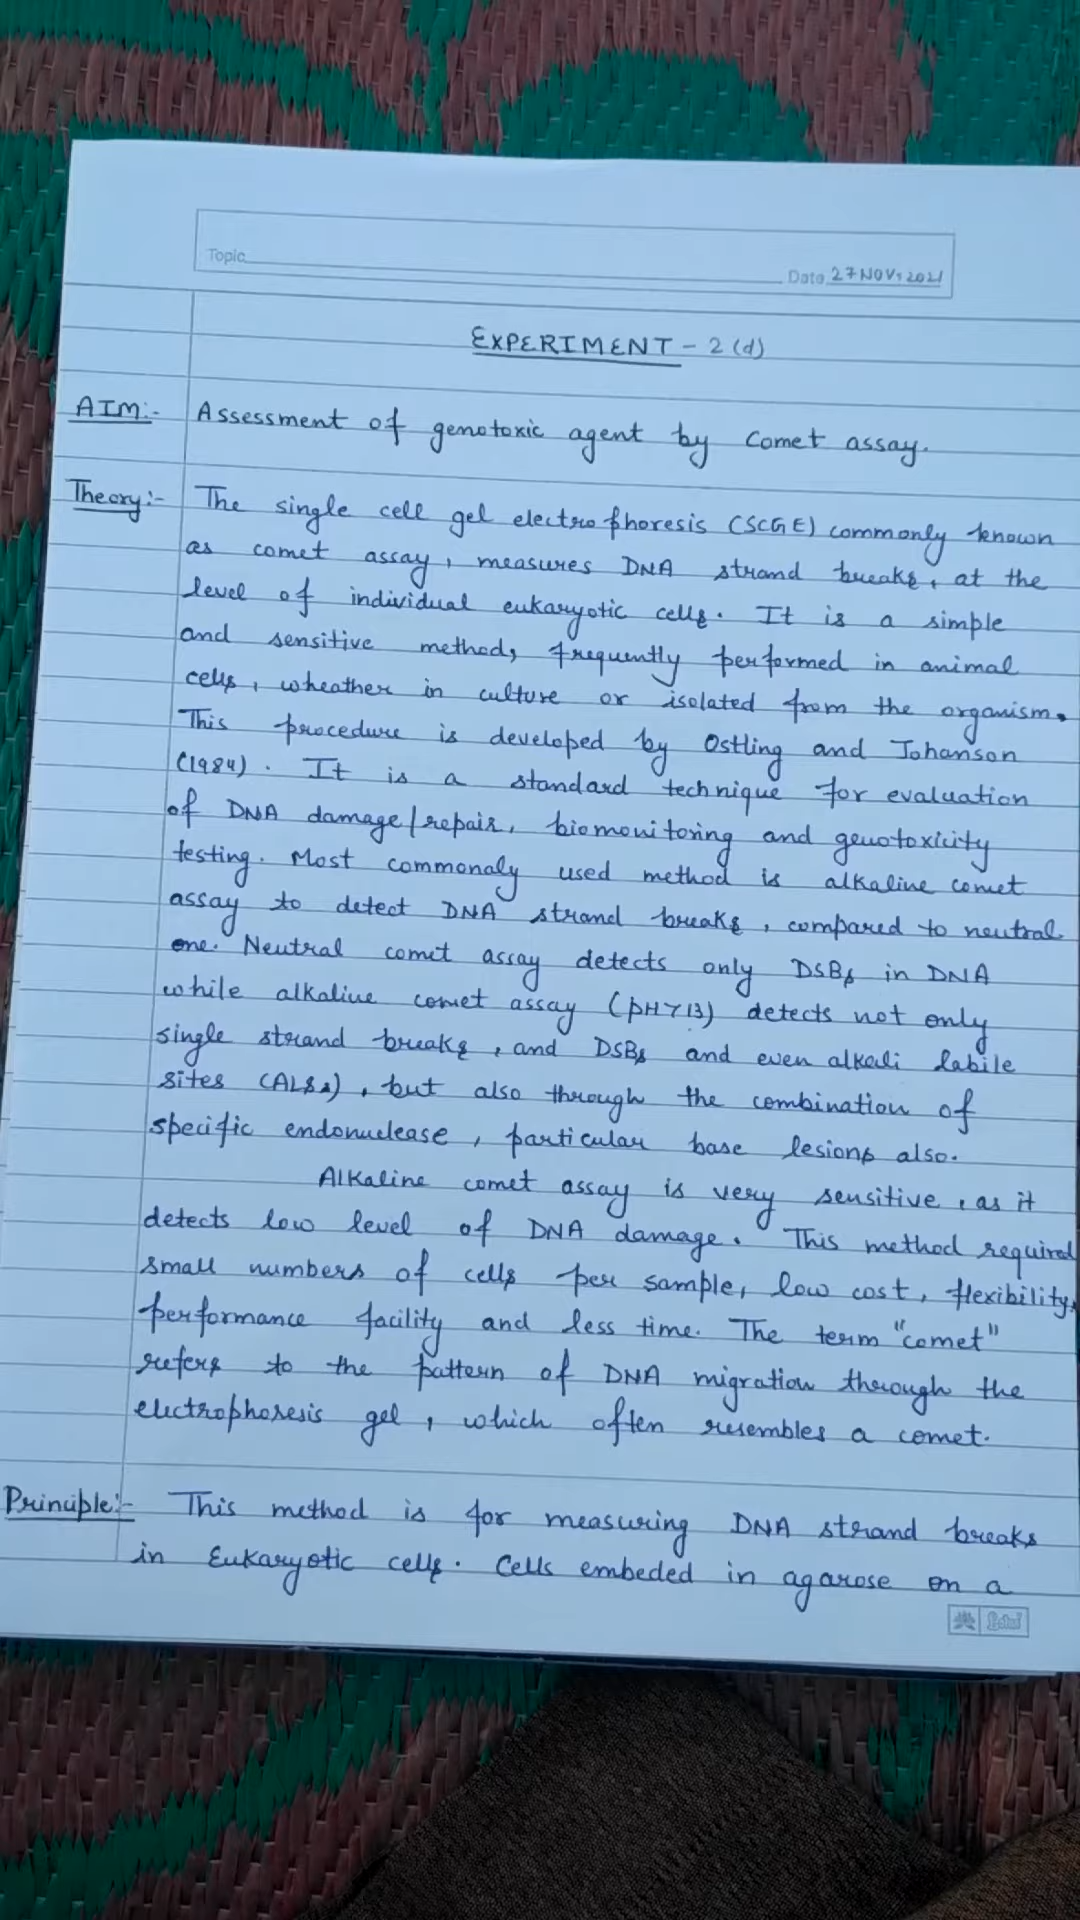 Topic
Date 27 NOV, 2021
EXPERIMENT - 2 (d)
AIM:- Assessment of genotoxic agent by Comet assay.
Theory:- The single cell gel electrophoresis (SCGE) commonly known
as comet assay, measures DNA strand breaks, at the
level of individual eukaryotic cells. It is a simple
and sensitive method, frequently performed in animal
cells, wheather in culture or isolated from the organism.
This procedure is developed by Ostling and Johanson
(1984). It is a standard technique for evaluation
of DNA damage/repair, biomonitoring and genotoxicity
testing. Most commonaly used method is alkaline comet
assay to detect DNA strand breaks, compared to neutral
one. Neutral comet assay detects only DSBs in DNA
while alkaline comet assay (pH>13) detects not only
single strand breaks, and DSBs and even alkali labile
sites (ALSs), but also through the combination of
specific endonuclease, particular base lesions also.
Alkaline comet assay is very sensitive, as it
detects low level of DNA damage. This method required
small numbers of cells per sample, low cost, flexibility,
performance facility and less time. The term "comet"
refers to the pattern of DNA migration through the
electrophoresis gel, which often resembles a comet.
Principle:- This method is for measuring DNA strand breaks
in Eukaryotic cells. Cells embeded in agarose on a